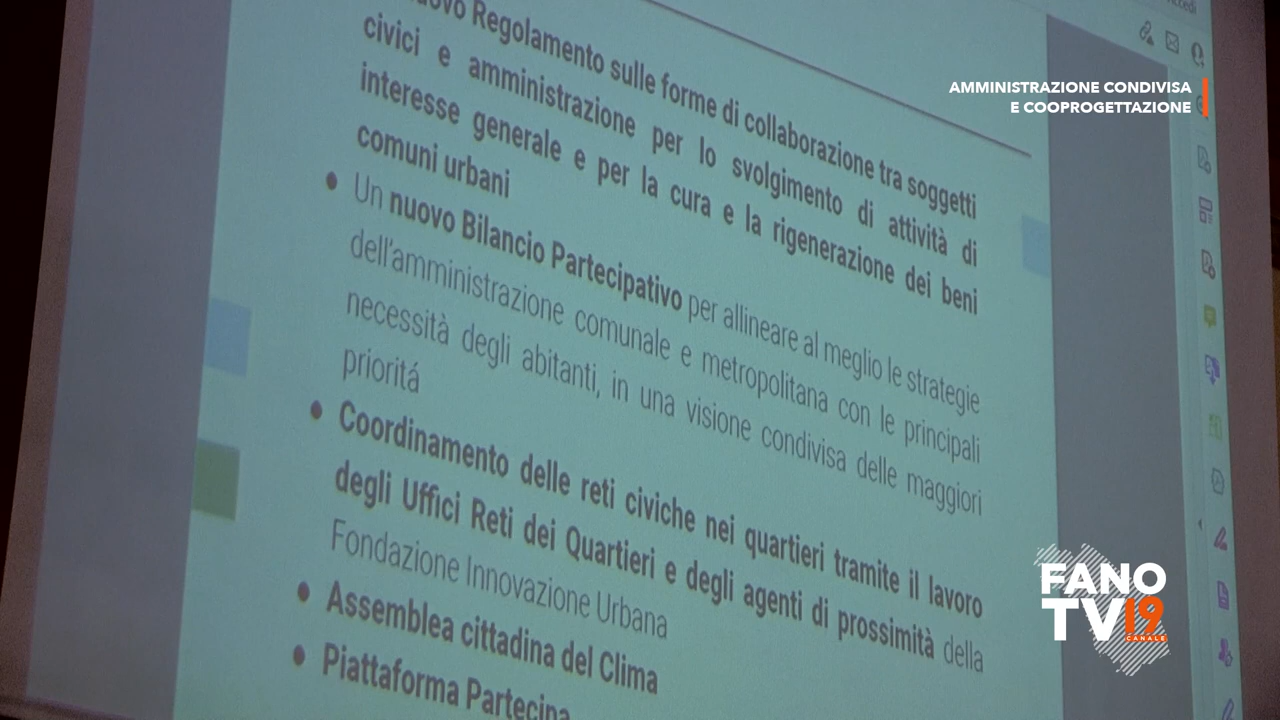 Accedi
AMMINISTRAZIONE CONDIVISA
E COOPROGETTAZIONE
Regolamento sulle forme di collaborazione tra soggetti
civici e amministrazione per lo svolgimento di attività di
interesse generale e per la cura e la rigenerazione dei beni
comuni urbani
• Un nuovo Bilancio Partecipativo per allineare al meglio le strategie
dell'amministrazione comunale e metropolitana con le principali
necessità degli abitanti, in una visione condivisa delle maggiori
prioritá
• Coordinamento delle reti civiche nei quartieri tramite il lavoro
degli Uffici Reti dei Quartieri e degli agenti di prossimità della
Fondazione Innovazione Urbana
• Assemblea cittadina del Clima
• Piattaforma
FANO
TV19
CANALE